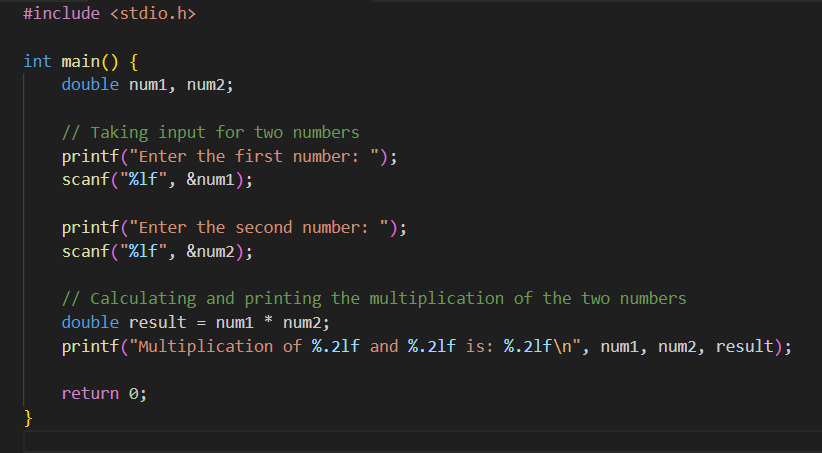 #include <stdio.h>
int main() {
    double num1, num2;
    // Taking input for two numbers
    printf("Enter the first number: ");
    scanf("%lf", &num1);
    printf("Enter the second number: ");
    scanf("%lf", &num2);
    // Calculating and printing the multiplication of the two numbers
    double result = num1 * num2;
    printf("Multiplication of %.2lf and %.2lf is: %.2lf\n", num1, num2, result);
    return 0;
}